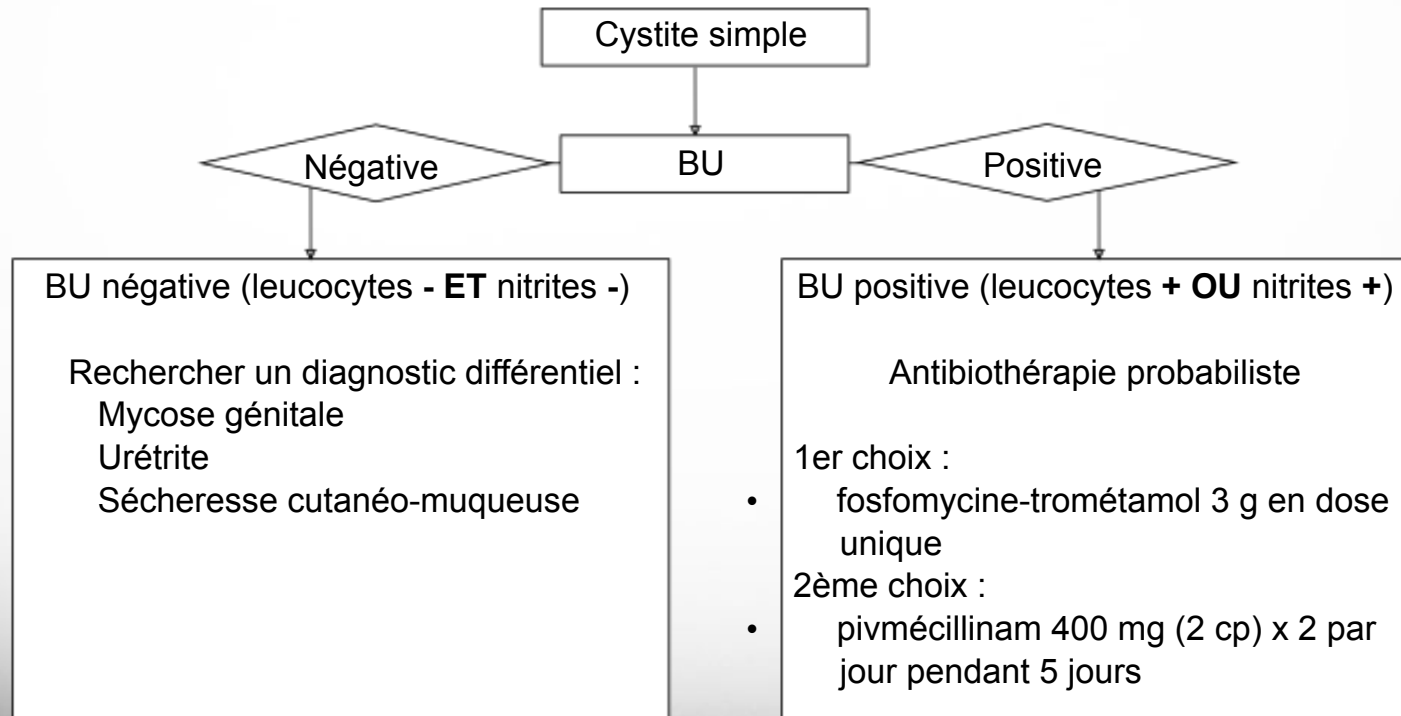 Cystite simple
Négative
BU
Positive
BU négative (leucocytes - ET nitrites -)
Rechercher un diagnostic différentiel :
Mycose génitale
Urétrite
Sécheresse cutanéo-muqueuse
BU positive (leucocytes + OU nitrites +)
Antibiothérapie probabiliste
1er choix :
• fosfomycine-trométamol 3 g en dose
unique
2ème choix :
• pivmécillinam 400 mg (2 cp) x 2 par
jour pendant 5 jours